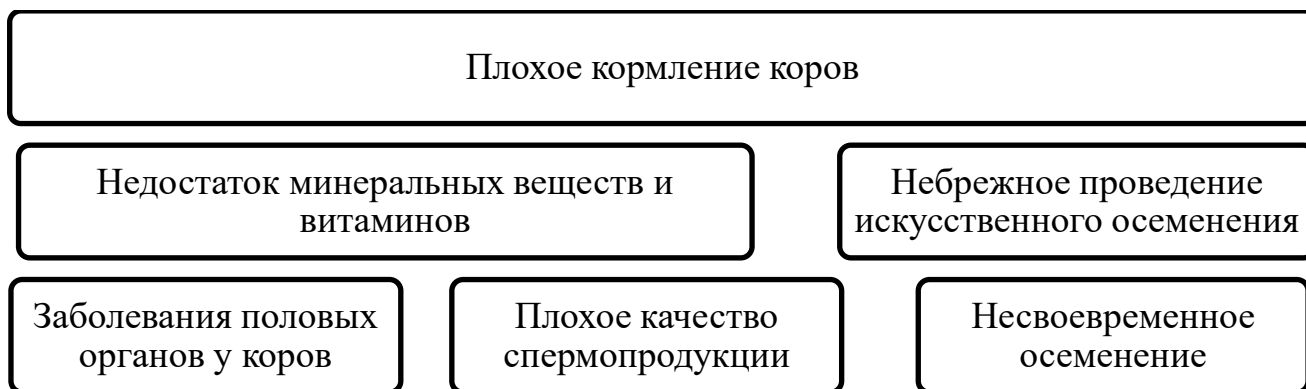 Плохое кормление коров
Недостаток минеральных веществ и
витаминов
Небрежное проведение
искусственного осеменения
Заболевания половых
органов у коров
Плохое качество
спермопродукции
Несвоевременное
осеменение